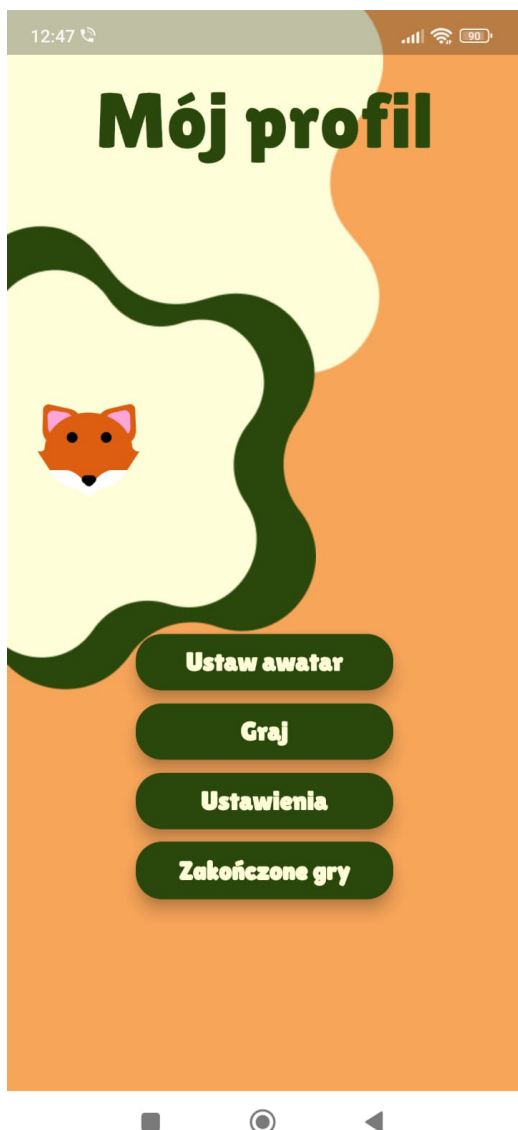 12:47
90
Mój profil
Ustaw awatar
Graj
Ustawienia
Zakończone gry